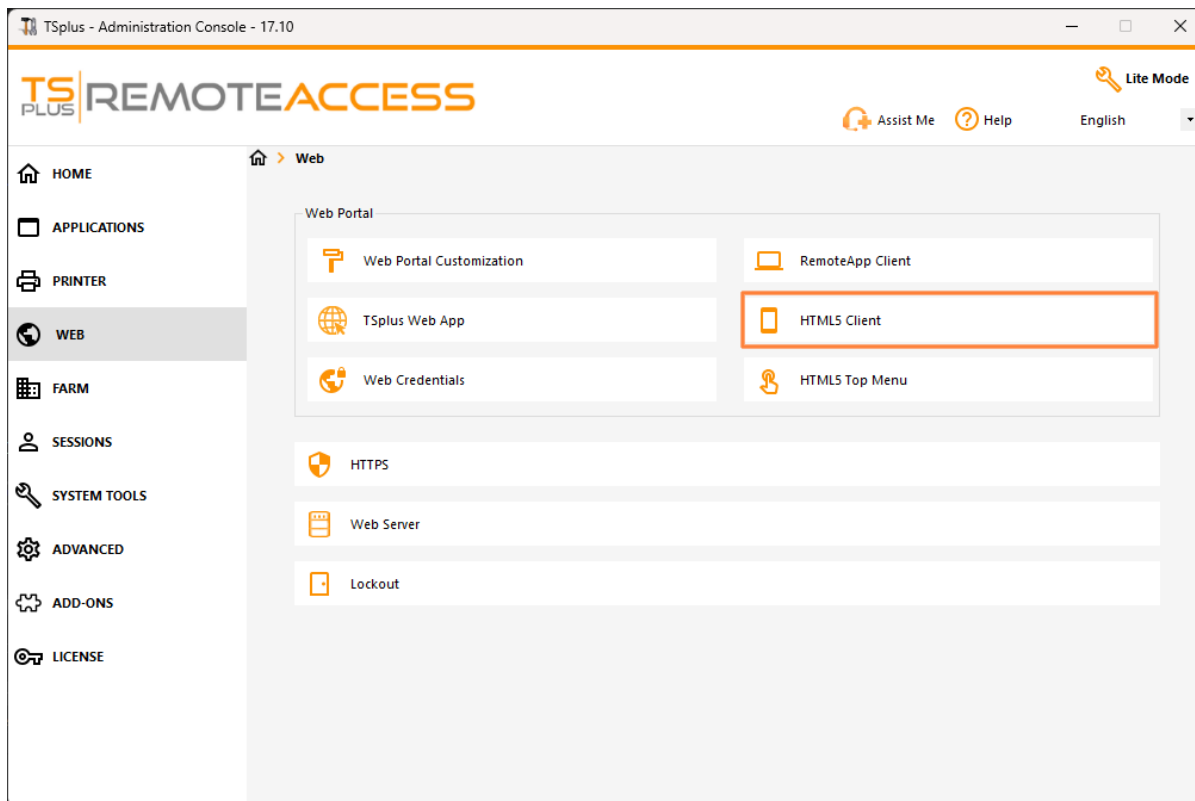 TSplus - Administration Console - 17.10
TS PLUS REMOTEACCESS
Lite Mode
Assist Me
Help
English
HOME
APPLICATIONS
PRINTER
WEB
FARM
SESSIONS
SYSTEM TOOLS
ADVANCED
ADD-ONS
LICENSE
> Web
Web Portal
Web Portal Customization
RemoteApp Client
TSplus Web App
HTML5 Client
Web Credentials
HTML5 Top Menu
HTTPS
Web Server
Lockout